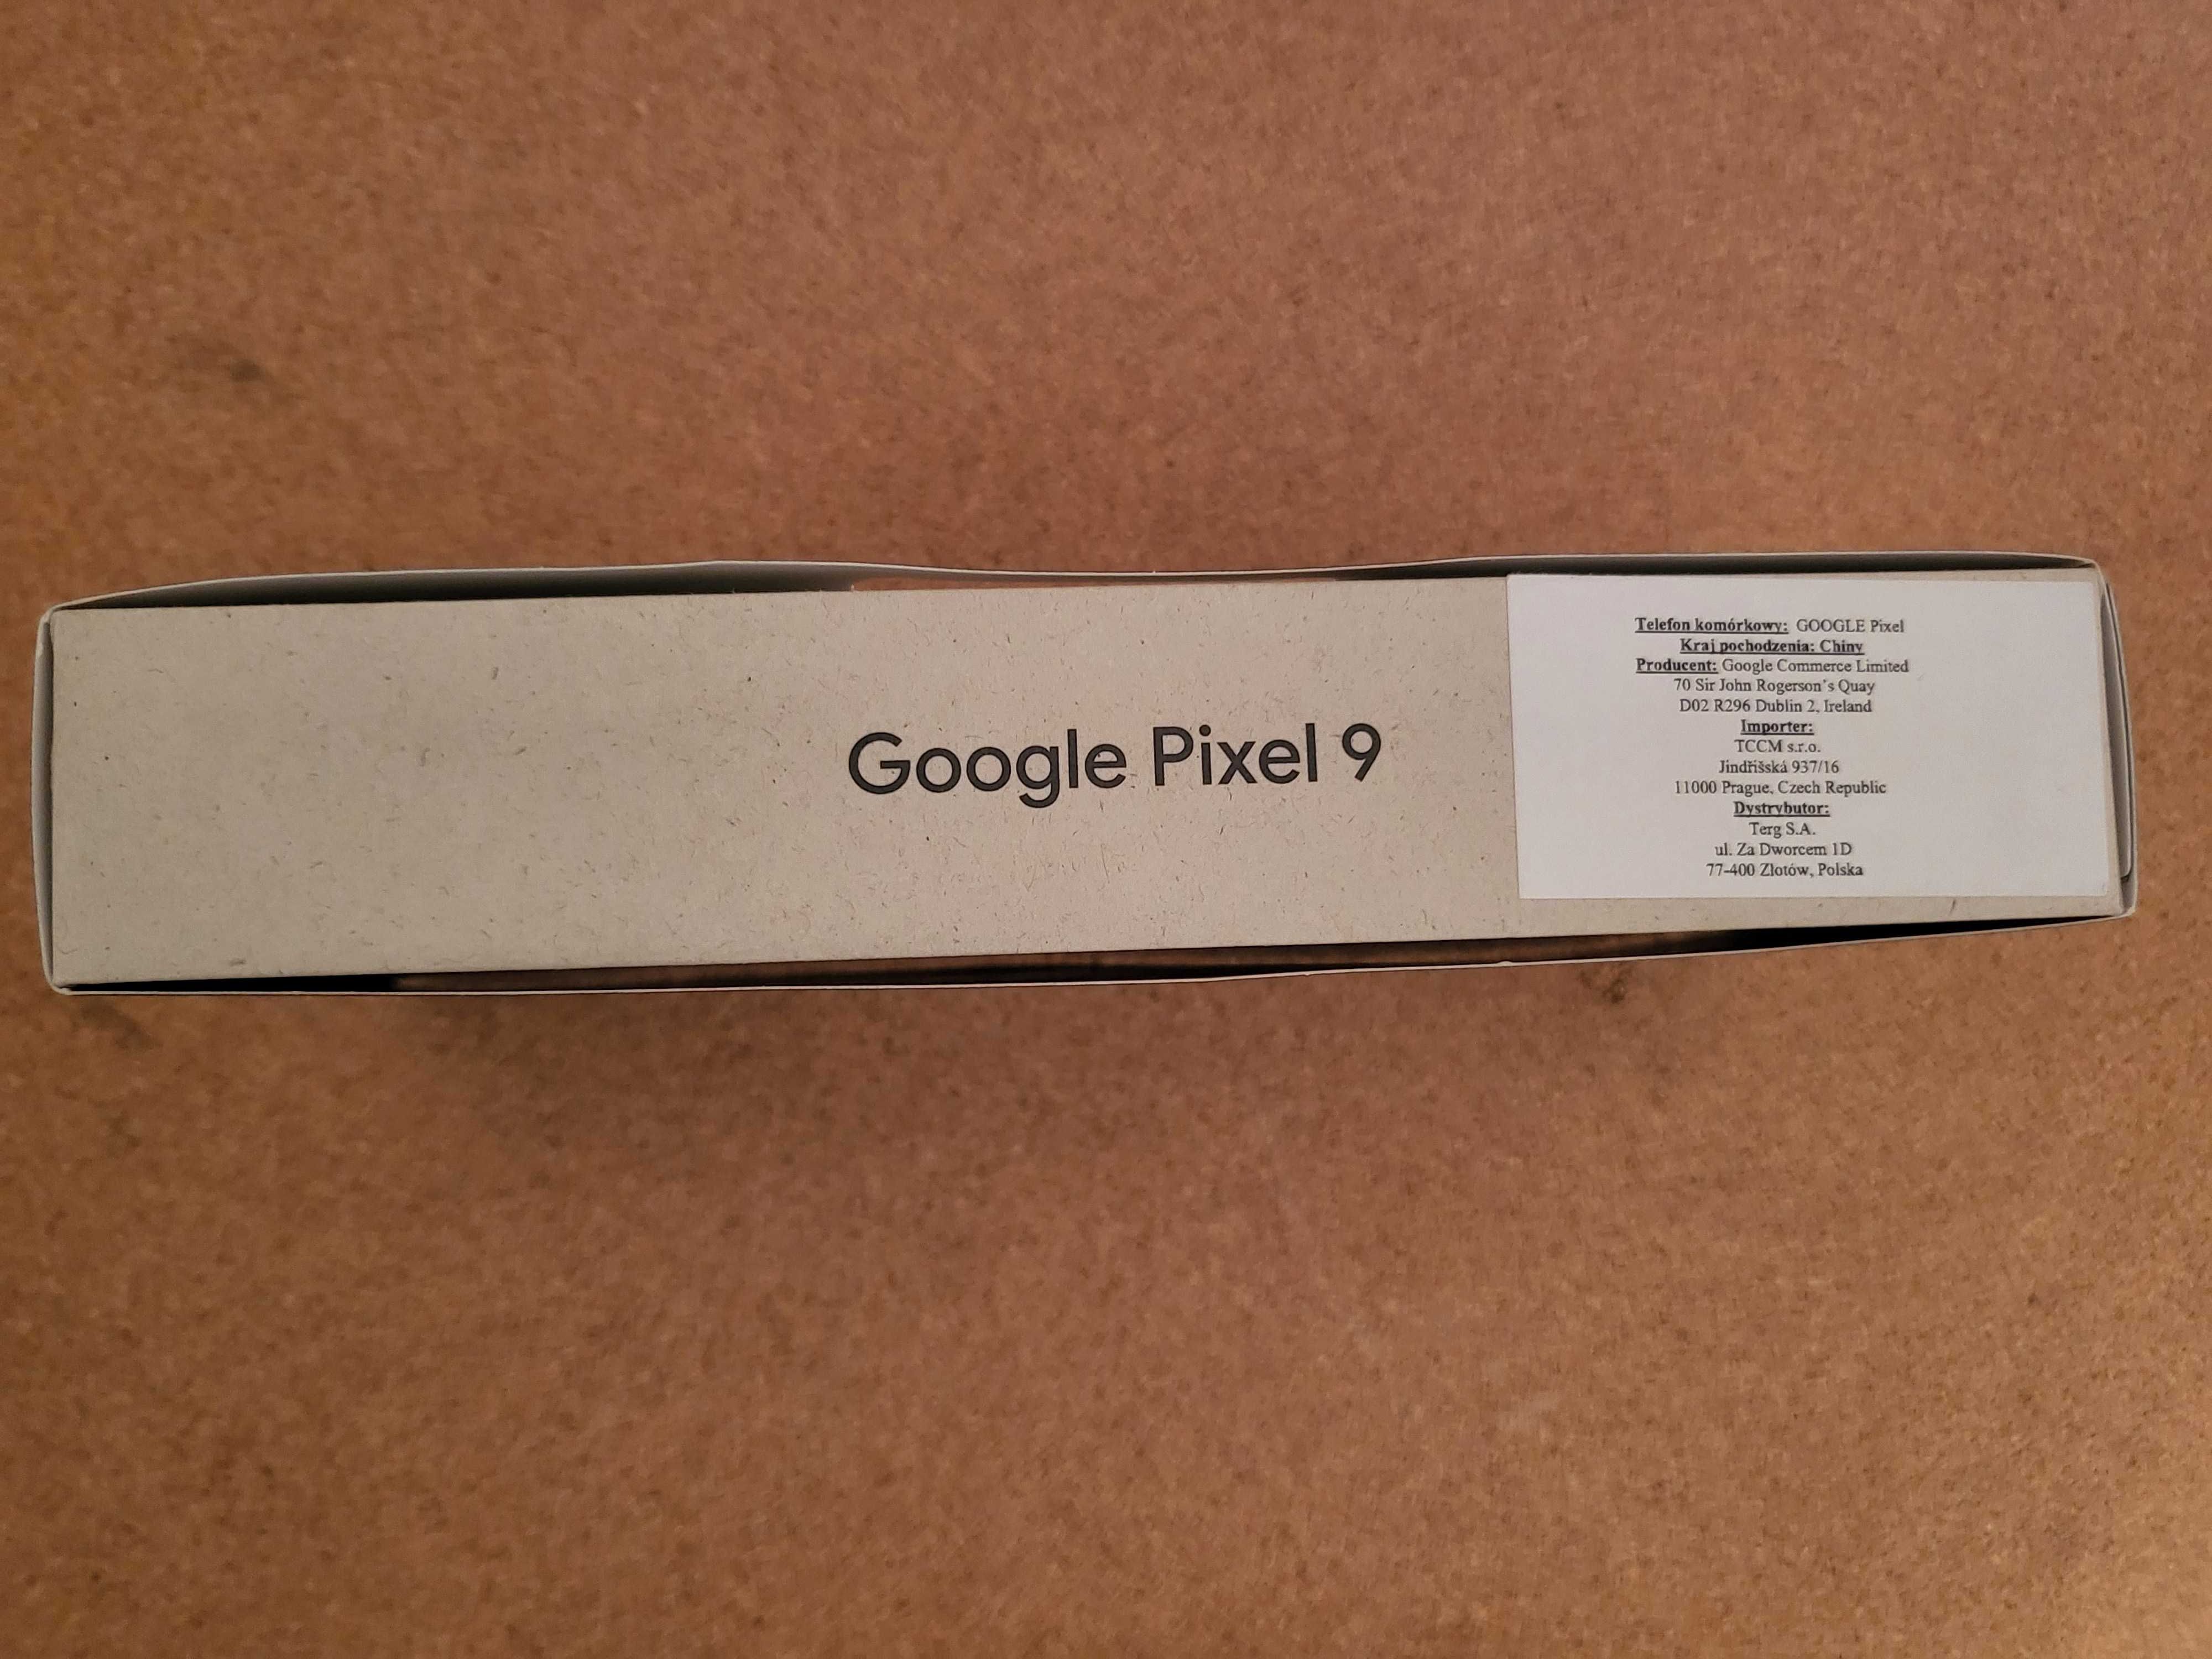 Google Pixel 9
Telefon komórkowy: GOOGLE Pixel
Kraj pochodzenia: Chiny
Producent: Google Commerce Limited
70 Sir John Rogerson's Quay
D02 R296 Dublin 2, Ireland
Importer:
TCCM s.r.o.
Jindřišská 937/16
11000 Prague, Czech Republic
Dystrybutor:
Terg S.A.
ul. Za Dworcem 1D
77-400 Złotów, Polska